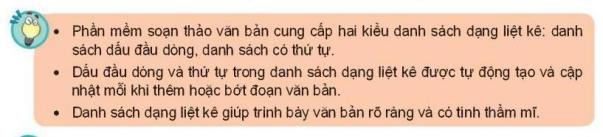 • Phần mềm soạn thảo văn bản cung cấp hai kiểu danh sách dạng liệt kê: danh
sách dấu đầu dòng, danh sách có thứ tự.
• Dấu đầu dòng và thứ tự trong danh sách dạng liệt kê được tự động tạo và cập
nhật mỗi khi thêm hoặc bớt đoạn văn bản.
• Danh sách dạng liệt kê giúp trình bày văn bản rõ ràng và có tính thẩm mĩ.